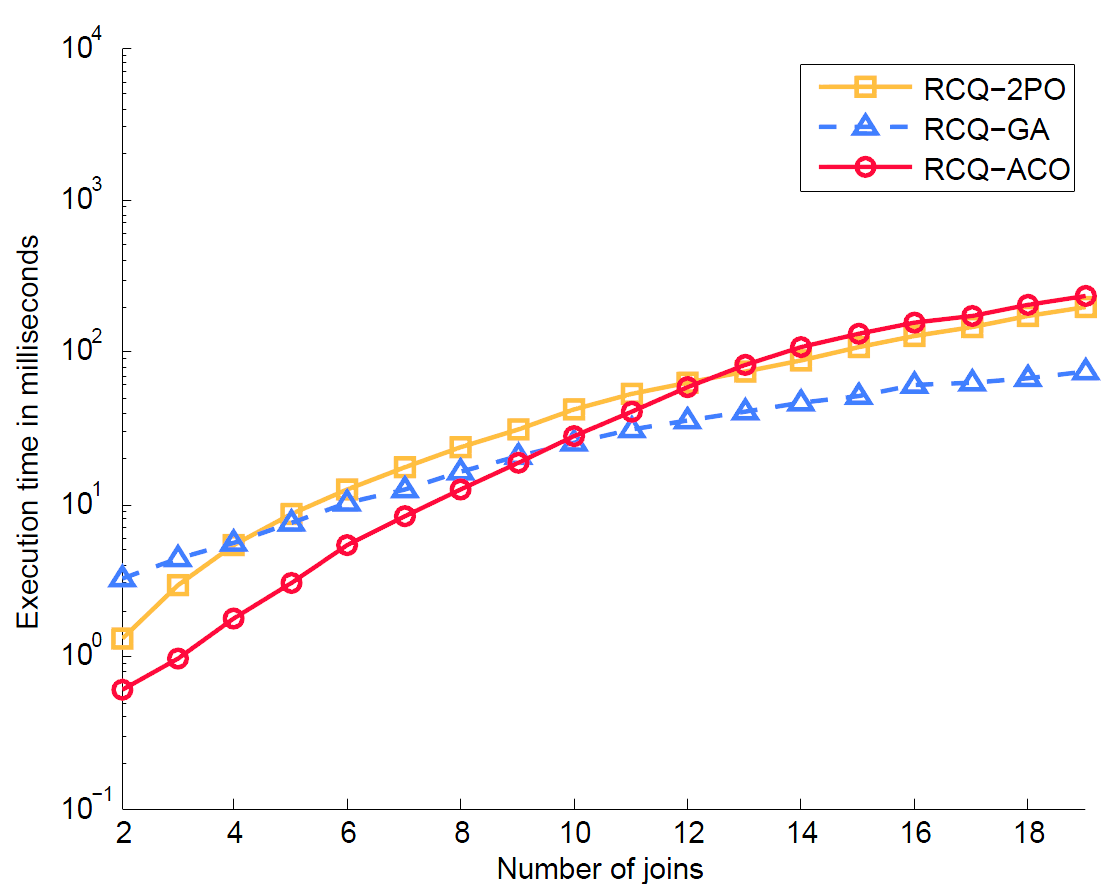 10^4
10^3
10^2
10^1
10^0
10^−1
Execution time in milliseconds
RCQ−2PO
RCQ−GA
RCQ−ACO
2 4 6 8 10 12 14 16 18
Number of joins